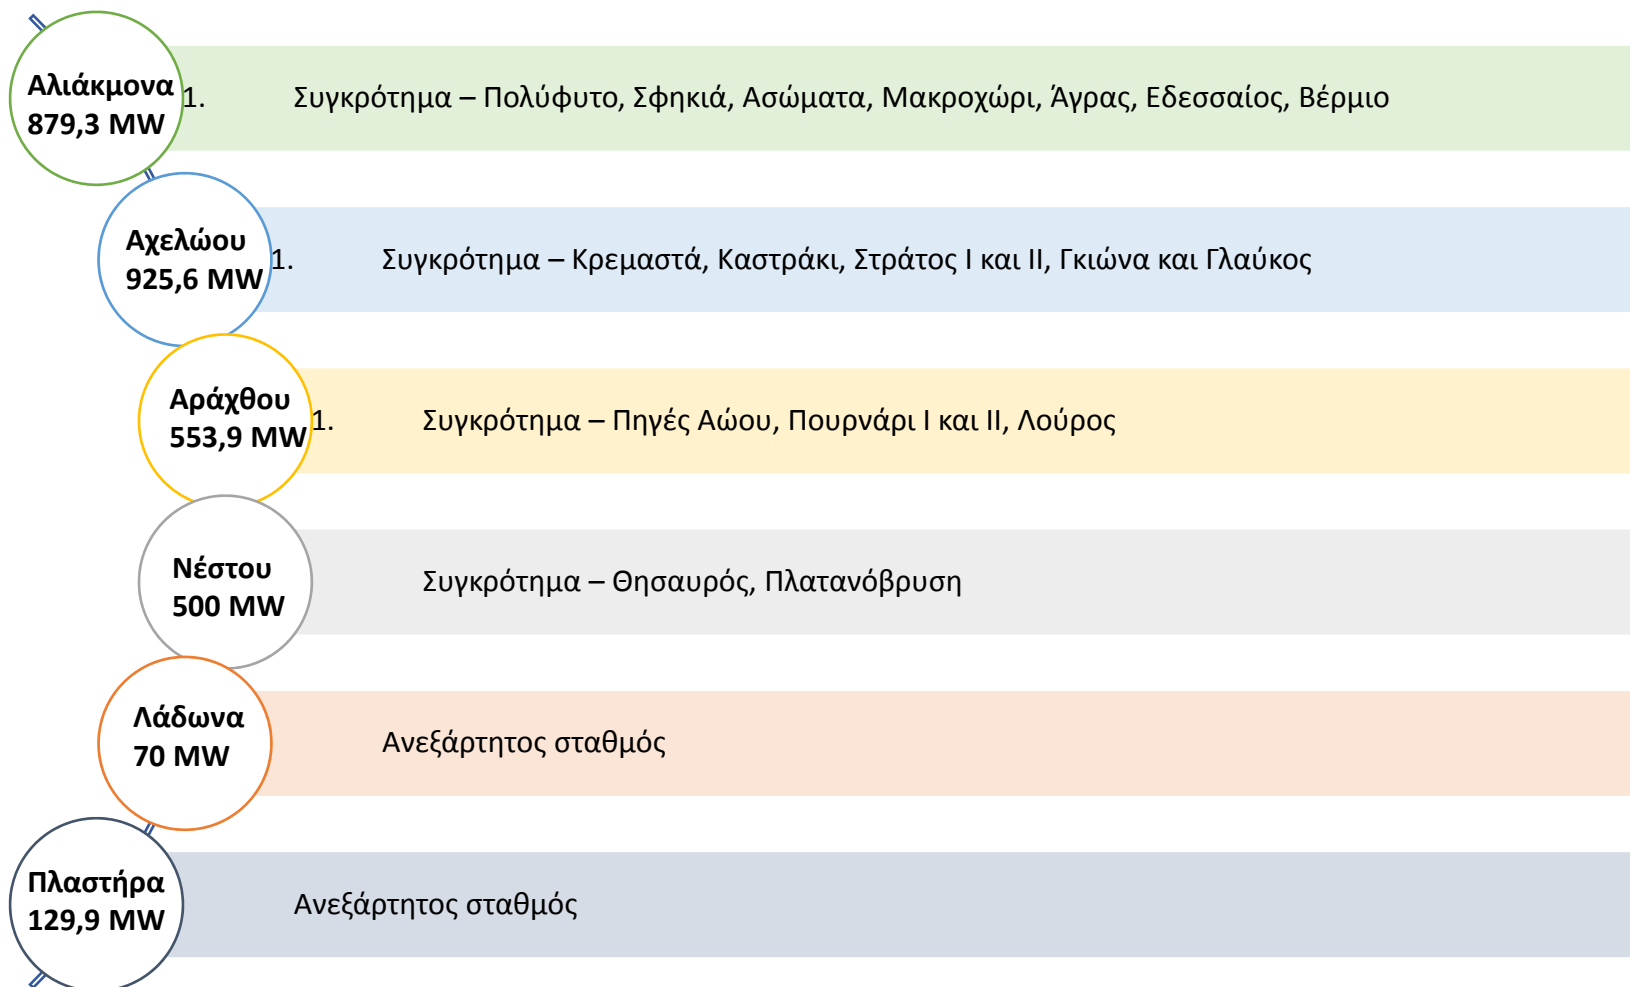 Αλιάκμονα
879,3 MW
1. Συγκρότημα – Πολύφυτο, Σφηκιά, Ασώματα, Μακροχώρι, Άγρας, Εδεσσαίος, Βέρμιο
Αχελώου
925,6 MW
1. Συγκρότημα – Κρεμαστά, Καστράκι, Στράτος Ι και ΙΙ, Γκιώνα και Γλαύκος
Αράχθου
553,9 MW
1. Συγκρότημα – Πηγές Αώου, Πουρνάρι Ι και ΙΙ, Λούρος
Νέστου
500 MW
Συγκρότημα – Θησαυρός, Πλατανόβρυση
Λάδωνα
70 MW
Ανεξάρτητος σταθμός
Πλαστήρα
129,9 MW
Ανεξάρτητος σταθμός